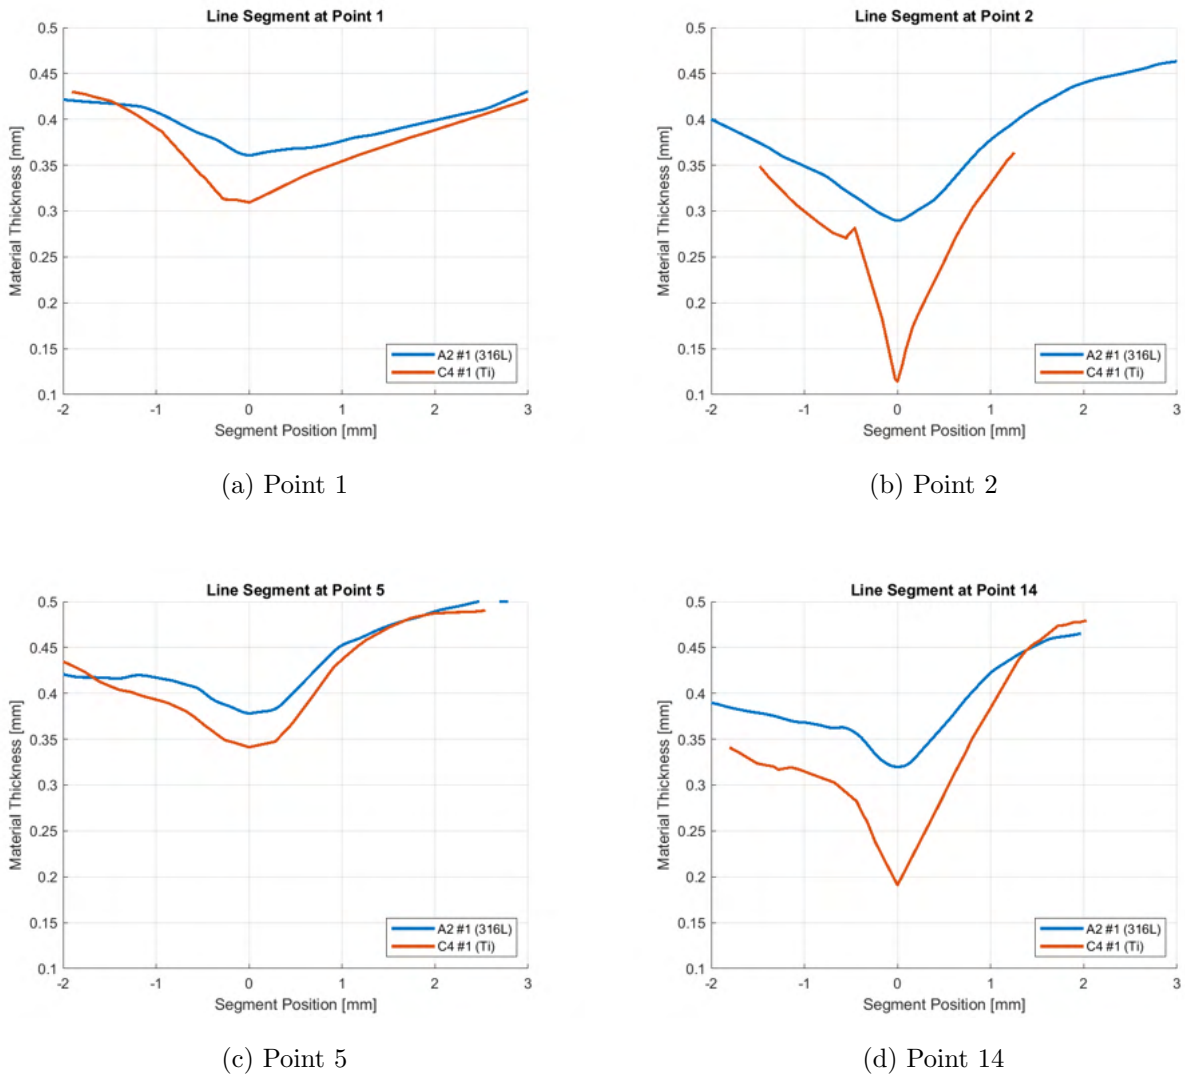 Line Segment at Point 1
0.5
0.45
0.4
0.35
0.3
0.25
0.2
0.15
0.1
Material Thickness [mm]
A2 #1 (316L)
C4 #1 (Ti)
-2 -1 0 1 2 3
Segment Position [mm]
(a) Point 1
Line Segment at Point 2
0.5
0.45
0.4
0.35
0.3
0.25
0.2
0.15
0.1
Material Thickness [mm]
A2 #1 (316L)
C4 #1 (Ti)
-2 -1 0 1 2 3
Segment Position [mm]
(b) Point 2
Line Segment at Point 5
0.5
0.45
0.4
0.35
0.3
0.25
0.2
0.15
0.1
Material Thickness [mm]
A2 #1 (316L)
C4 #1 (Ti)
-2 -1 0 1 2 3
Segment Position [mm]
(c) Point 5
Line Segment at Point 14
0.5
0.45
0.4
0.35
0.3
0.25
0.2
0.15
0.1
Material Thickness [mm]
A2 #1 (316L)
C4 #1 (Ti)
-2 -1 0 1 2 3
Segment Position [mm]
(d) Point 14